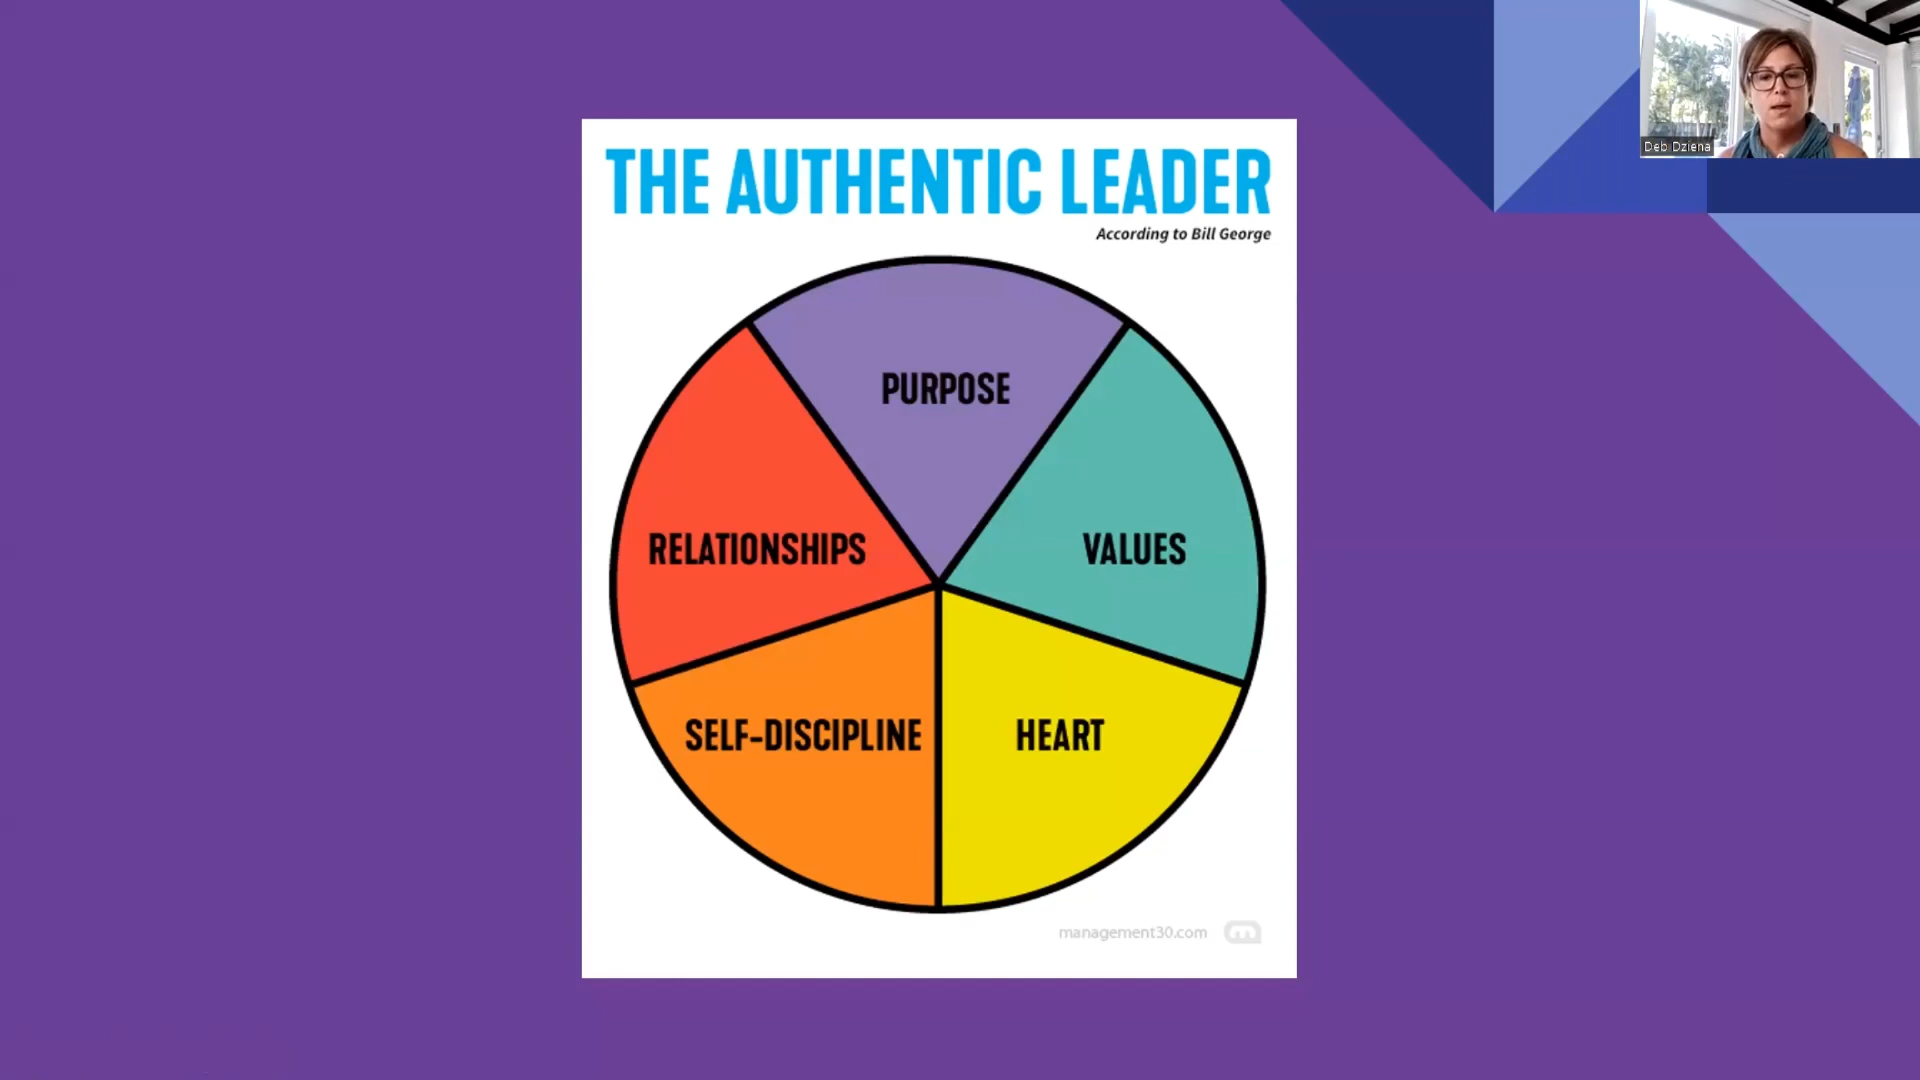 THE AUTHENTIC LEADER
According to Bill George
PURPOSE
RELATIONSHIPS
VALUES
SELF-DISCIPLINE
HEART
management30.com
Deb Dziena